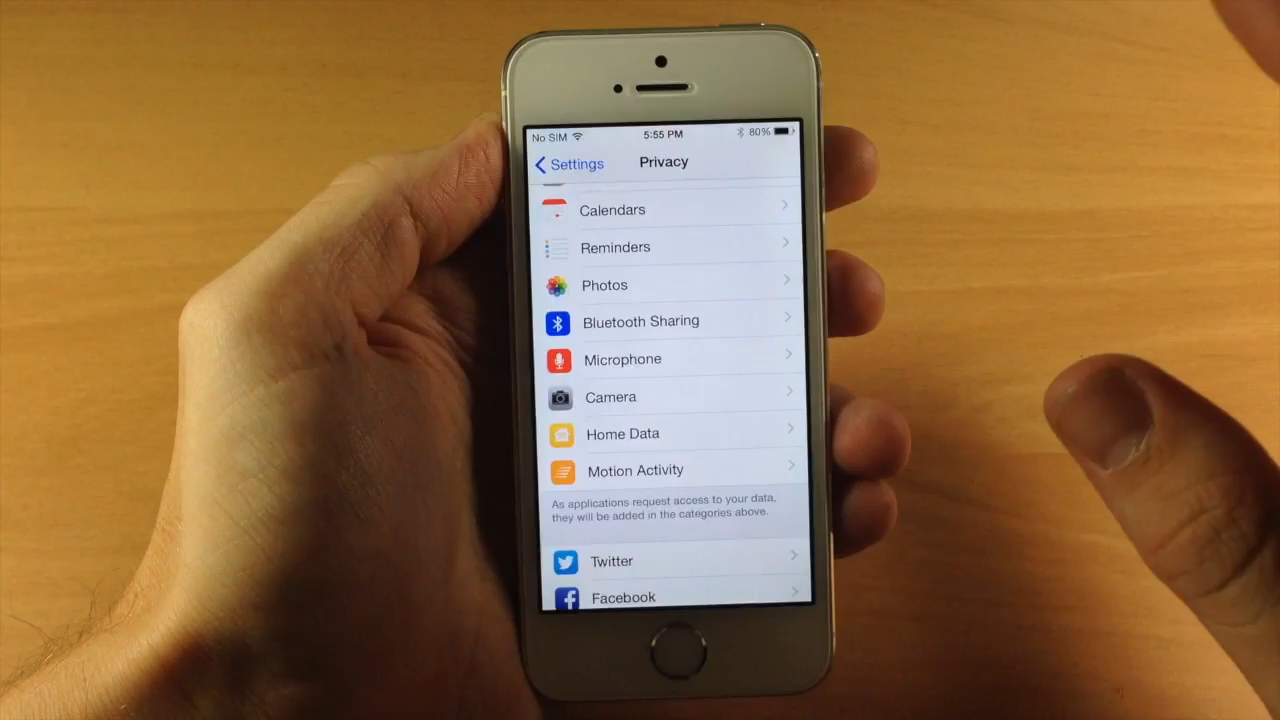 No SIM 5:55 PM 80%
Settings Privacy
Calendars
Reminders
Photos
Bluetooth Sharing
Microphone
Camera
Home Data
Motion Activity
As applications request access to your data,
they will be added in the categories above.
Twitter
Facebook